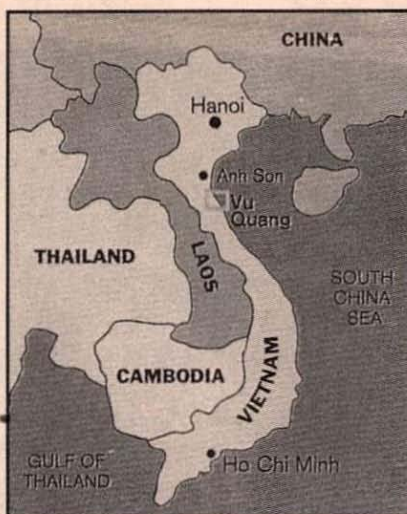 CHINA
Hanoi
Anh Son
Vu
Quang
THAILAND
LAOS
SOUTH
CHINA
SEA
CAMBODIA
VIETNAM
GULF OF
THAILAND
Ho Chi Minh